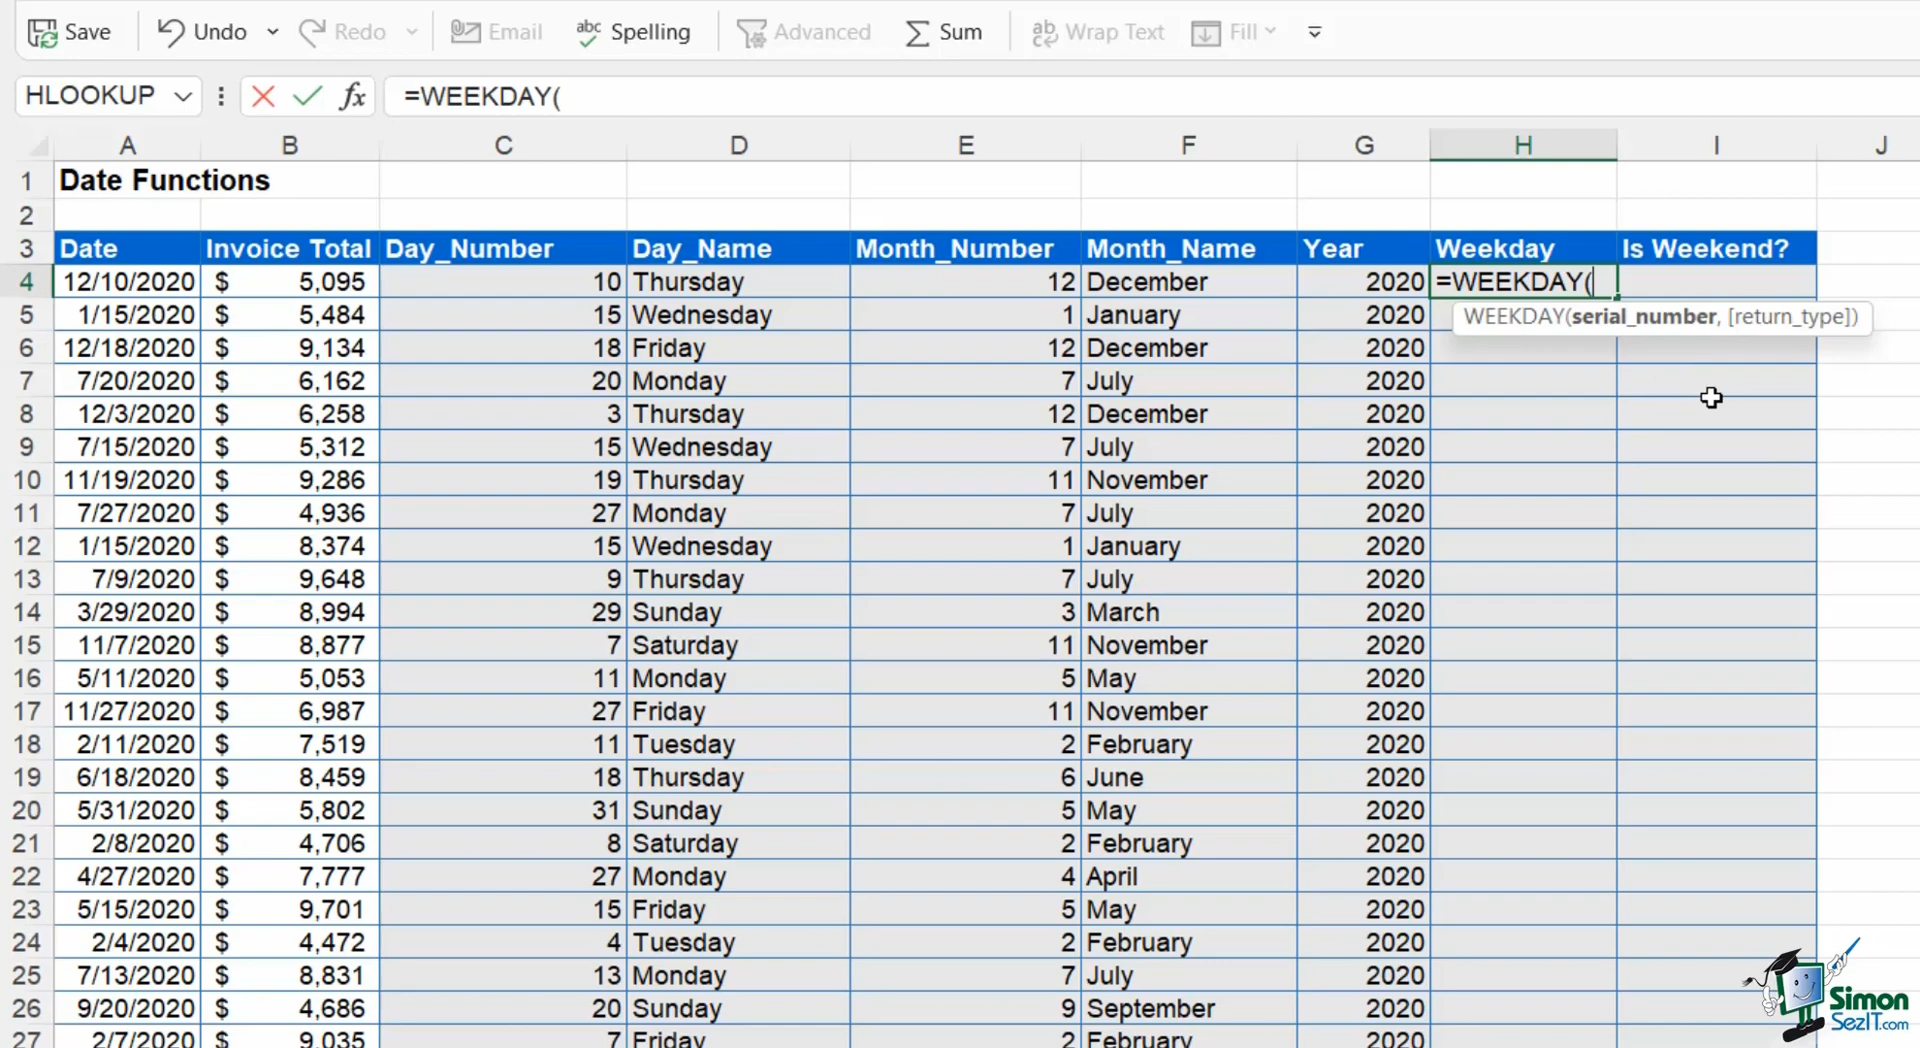 Save Undo Redo Email abc Spelling Advanced Sum ab Wrap Text Fill
HLOOKUP fx =WEEKDAY(
A B C D E F G H I J
1 Date Functions
2
3 Date Invoice Total Day_Number Day_Name Month_Number Month_Name Year Weekday Is Weekend?
4 12/10/2020 $ 5,095 10 Thursday 12 December 2020 =WEEKDAY(
5 1/15/2020 $ 5,484 15 Wednesday 1 January 2020 WEEKDAY(serial_number, [return_type])
6 12/18/2020 $ 9,134 18 Friday 12 December 2020
7 7/20/2020 $ 6,162 20 Monday 7 July 2020
8 12/3/2020 $ 6,258 3 Thursday 12 December 2020
9 7/15/2020 $ 5,312 15 Wednesday 7 July 2020
10 11/19/2020 $ 9,286 19 Thursday 11 November 2020
11 7/27/2020 $ 4,936 27 Monday 7 July 2020
12 1/15/2020 $ 8,374 15 Wednesday 1 January 2020
13 7/9/2020 $ 9,648 9 Thursday 7 July 2020
14 3/29/2020 $ 8,994 29 Sunday 3 March 2020
15 11/7/2020 $ 8,877 7 Saturday 11 November 2020
16 5/11/2020 $ 5,053 11 Monday 5 May 2020
17 11/27/2020 $ 6,987 27 Friday 11 November 2020
18 2/11/2020 $ 7,519 11 Tuesday 2 February 2020
19 6/18/2020 $ 8,459 18 Thursday 6 June 2020
20 5/31/2020 $ 5,802 31 Sunday 5 May 2020
21 2/8/2020 $ 4,706 8 Saturday 2 February 2020
22 4/27/2020 $ 7,777 27 Monday 4 April 2020
23 5/15/2020 $ 9,701 15 Friday 5 May 2020
24 2/4/2020 $ 4,472 4 Tuesday 2 February 2020
25 7/13/2020 $ 8,831 13 Monday 7 July 2020
26 9/20/2020 $ 4,686 20 Sunday 9 September 2020
27 2/7/2020 $ 9,035 7 Friday 2 February 2020
Simon
SezIT.com